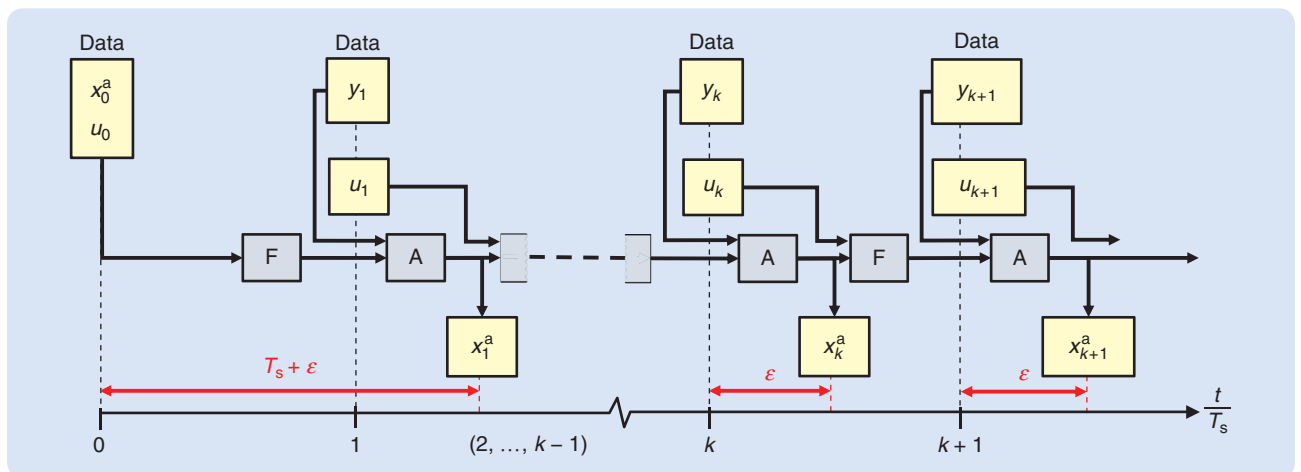 Data Data Data Data
x₀ᵃ
u₀
y₁
yₖ
yₖ₊₁
u₁
uₖ
uₖ₊₁
F A A F A
x₁ᵃ
xₖᵃ
xₖ₊₁ᵃ
Tₛ + ε
ε
ε
t
Tₛ
0 1 (2, …, k – 1) k k + 1